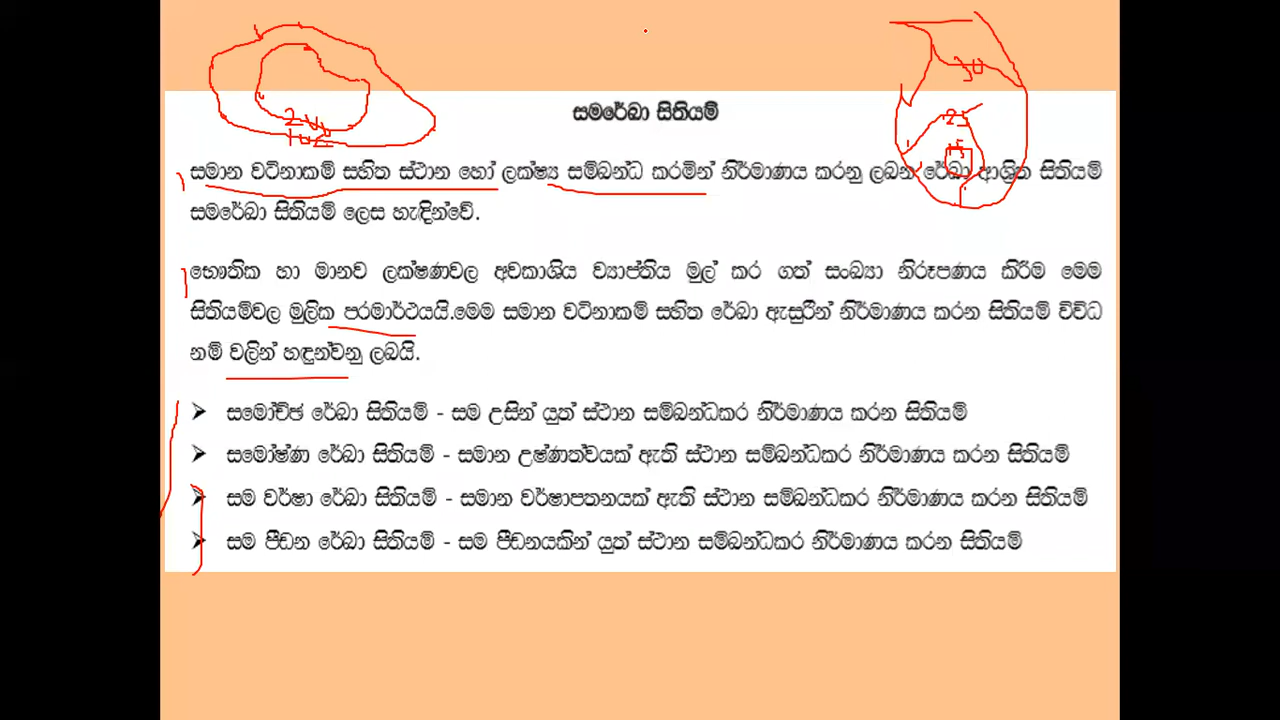 සමරේඛා සිතියම්
සමාන වටිනාකම් සහිත ස්ථාන හෝ ලක්ෂ්‍ය සම්බන්ධ කරමින් නිර්මාණය කරනු ලබන රේඛා ආශ්‍රිත සිතියම්
සමරේඛා සිතියම් ලෙස හැඳින්වේ.
භෞතික හා මානව ලක්ෂණවල අවකාශිය ව්‍යාප්තිය මුල් කර ගත් සංඛ්‍යා නිරූපණය කිරීම මෙම
සිතියම්වල මුලික පරමාර්ථයයි.මෙම සමාන වටිනාකම් සහිත රේඛා ඇසුරින් නිර්මාණය කරන සිතියම් විවිධ
නම් වලින් හඳුන්වනු ලබයි.
➤ සමෝච්ඡ රේඛා සිතියම් - සම උසින් යුත් ස්ථාන සම්බන්ධකර නිර්මාණය කරන සිතියම්
➤ සමෝෂ්ණ රේඛා සිතියම් - සමාන උෂ්ණත්වයක් ඇති ස්ථාන සම්බන්ධකර නිර්මාණය කරන සිතියම්
➤ සම වර්ෂා රේඛා සිතියම් - සමාන වර්ෂාපතනයක් ඇති ස්ථාන සම්බන්ධකර නිර්මාණය කරන සිතියම්
➤ සම පීඩන රේඛා සිතියම් - සම පීඩනයකින් යුත් ස්ථාන සම්බන්ධකර නිර්මාණය කරන සිතියම්